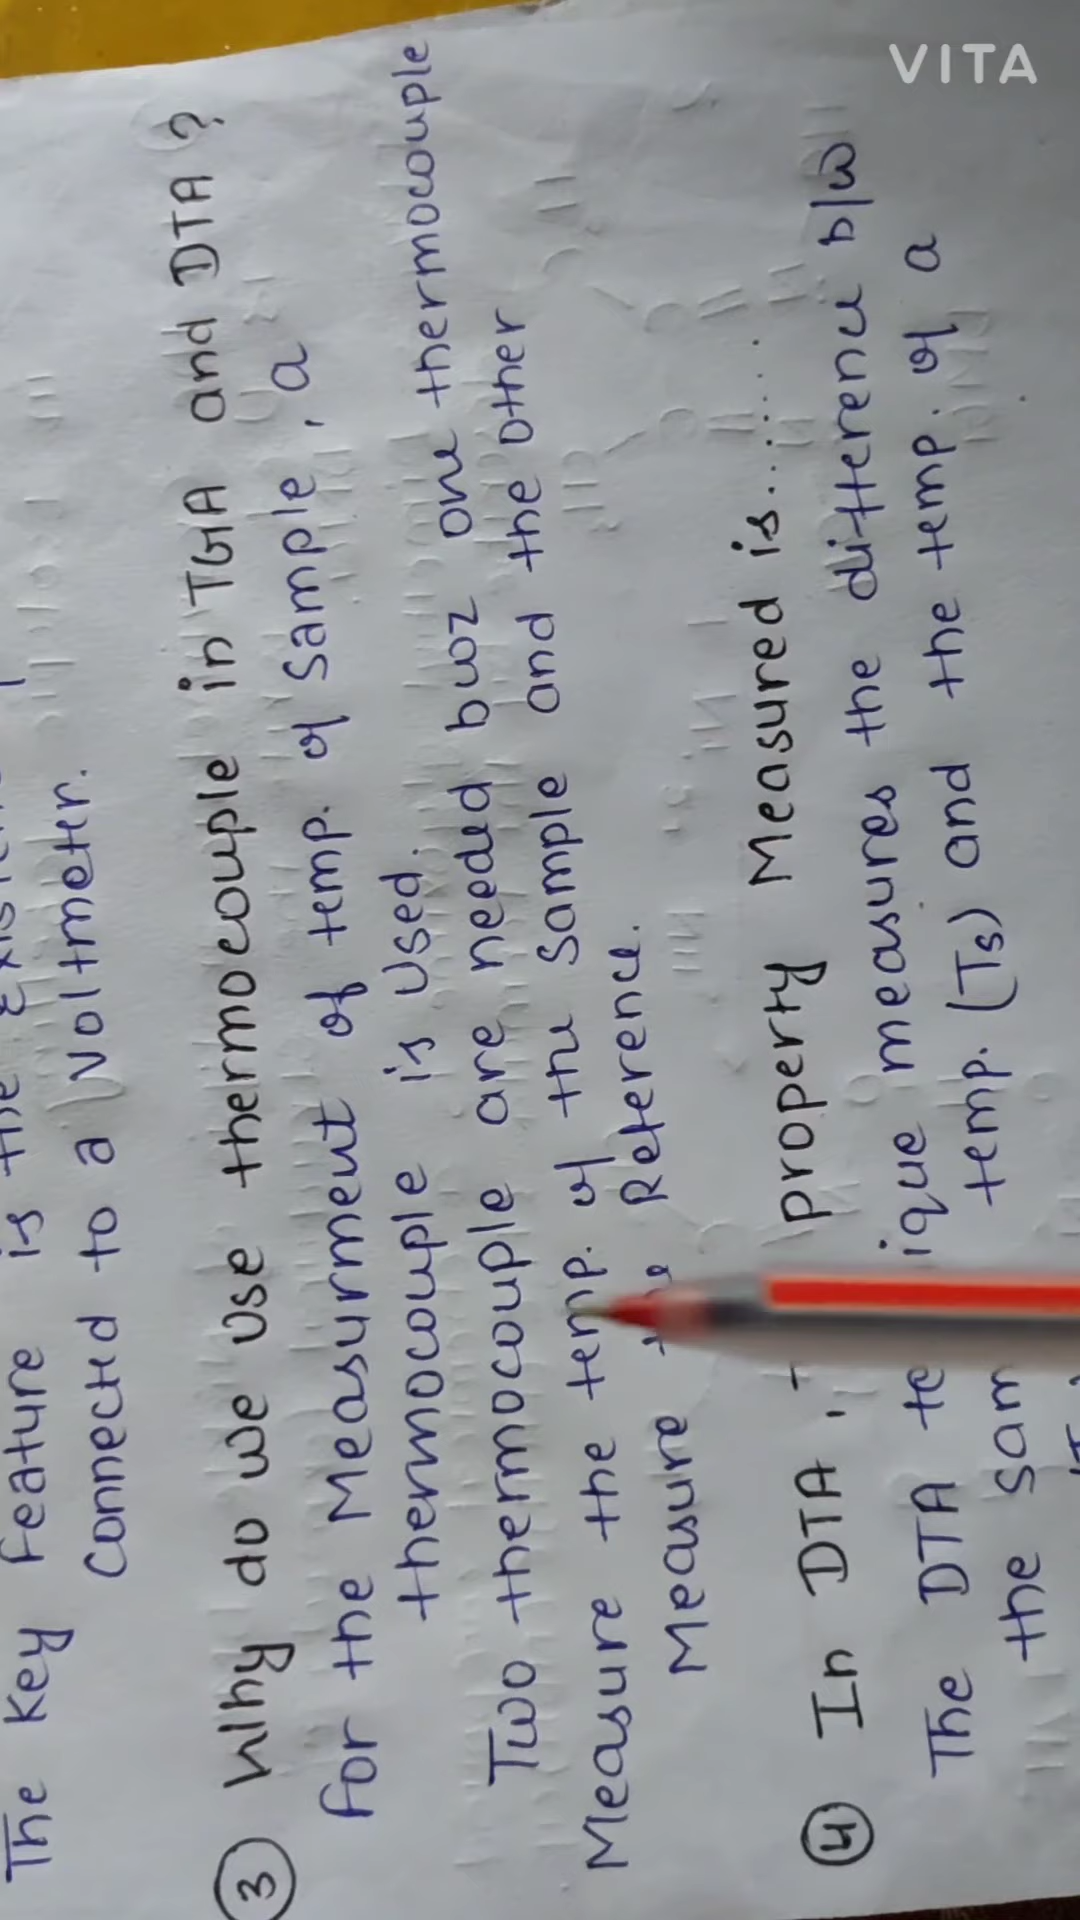 VITA
The Key Feature is the
Connected to a Voltmeter.
3 Why do we use thermocouple in TGA and DTA?
For the Measurment of temp. of Sample, a
thermocouple is used.
Two thermocouple are needed buz one thermocouple
Measure the temp. of the sample and the other
Measure the Reference.
4 In DTA, property Measured is..........
The DTA te ique measures the difference b/w
the sam temp. (Ts) and the temp. of a